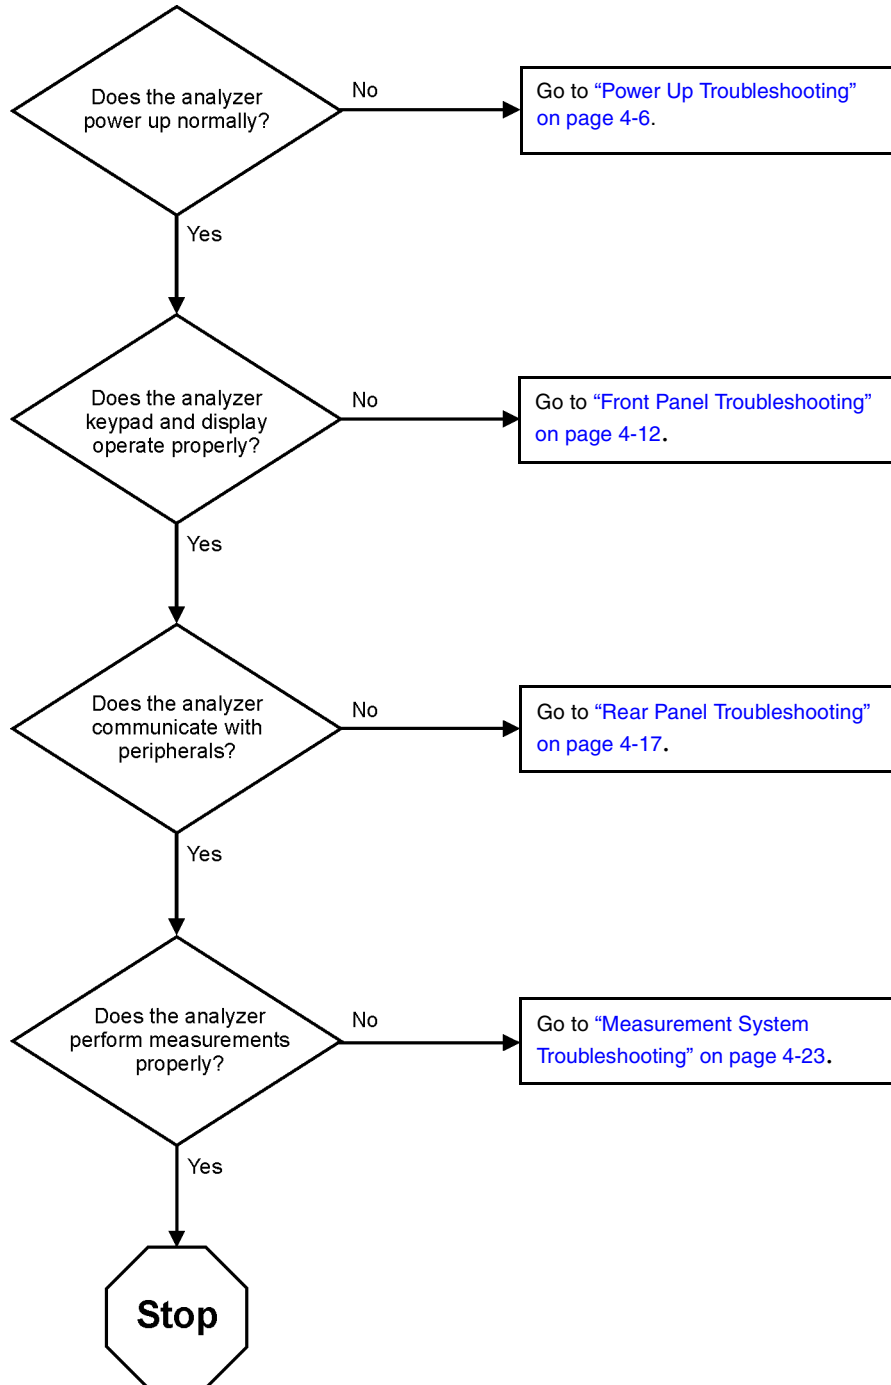 Does the analyzer
power up normally?
No
Go to “Power Up Troubleshooting”
on page 4-6.
Yes
Does the analyzer
keypad and display
operate properly?
No
Go to “Front Panel Troubleshooting”
on page 4-12.
Yes
Does the analyzer
communicate with
peripherals?
No
Go to “Rear Panel Troubleshooting”
on page 4-17.
Yes
Does the analyzer
perform measurements
properly?
No
Go to “Measurement System
Troubleshooting” on page 4-23.
Yes
Stop